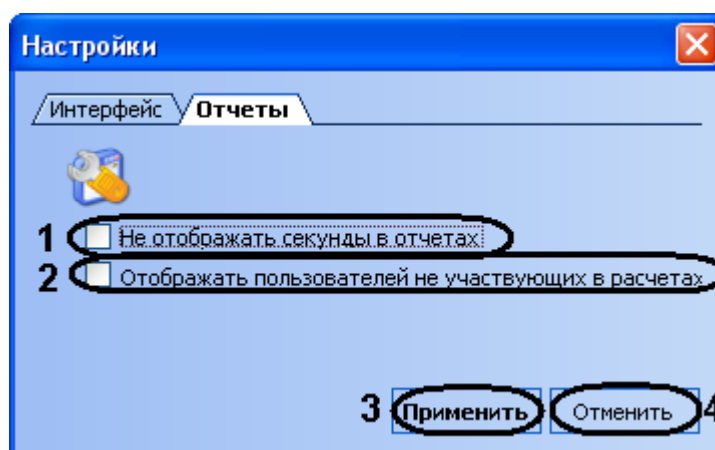 Настройки
Интерфейс Отчеты
1 Не отображать секунды в отчетах
2 Отображать пользователей не участвующих в расчетах
3 Применить Отменить 4